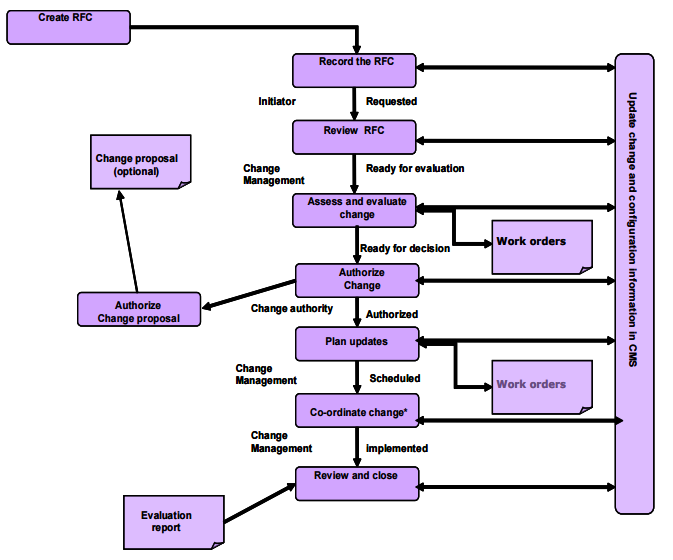 Create RFC
Record the RFC
Initiator
Requested
Review RFC
Change proposal
(optional)
Change
Management
Ready for evaluation
Assess and evaluate
change
Work orders
Ready for decision
Authorize
Change
Authorize
Change proposal
Change authority
Authorized
Plan updates
Change
Management
Scheduled
Work orders
Co-ordinate change*
Change
Management
implemented
Review and close
Evaluation
report
Update change and configuration information in CMS